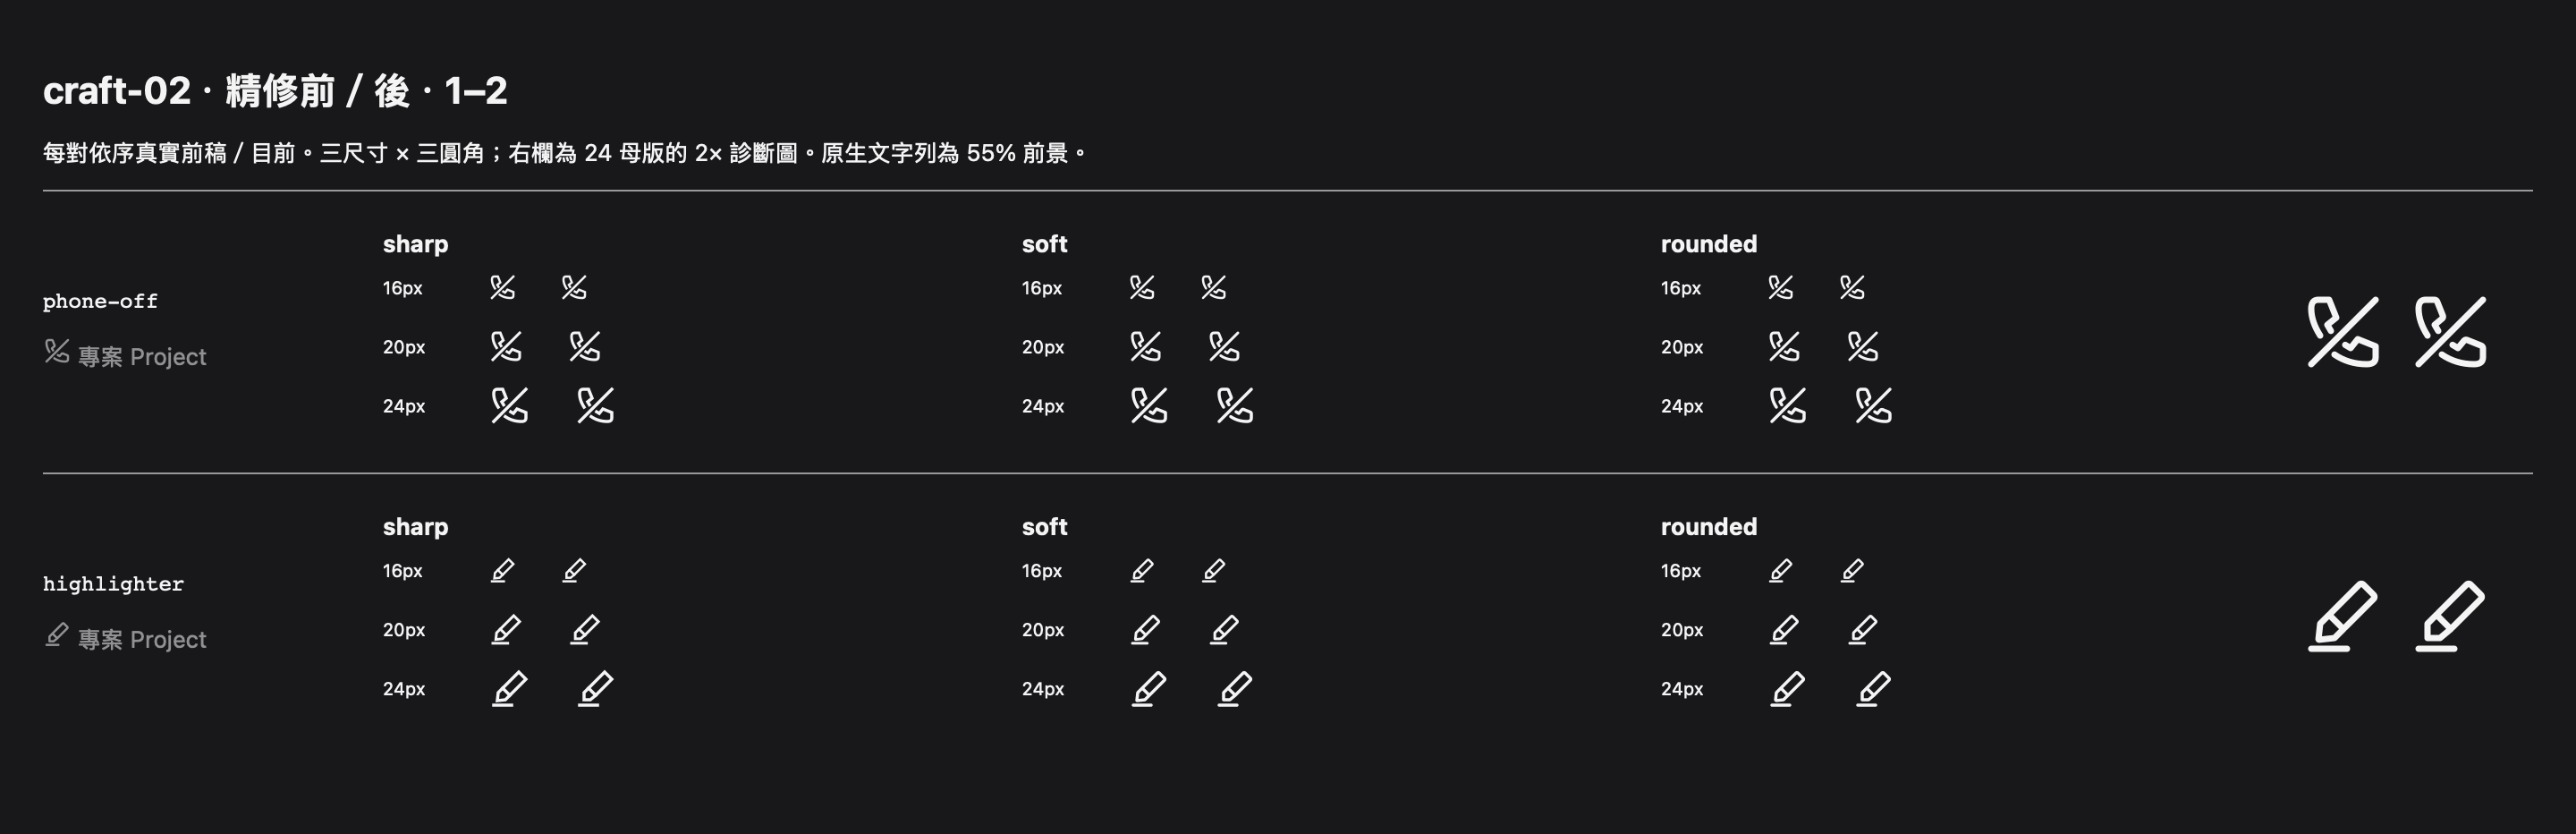 craft-02 · 精修前 / 後 · 1–2
每對依序真實前稿 / 目前。三尺寸 × 三圓角；右欄為 24 母版的 2× 診斷圖。原生文字列為 55% 前景。
phone-off
專案 Project
sharp
16px
20px
24px
soft
16px
20px
24px
rounded
16px
20px
24px
highlighter
專案 Project
sharp
16px
20px
24px
soft
16px
20px
24px
rounded
16px
20px
24px